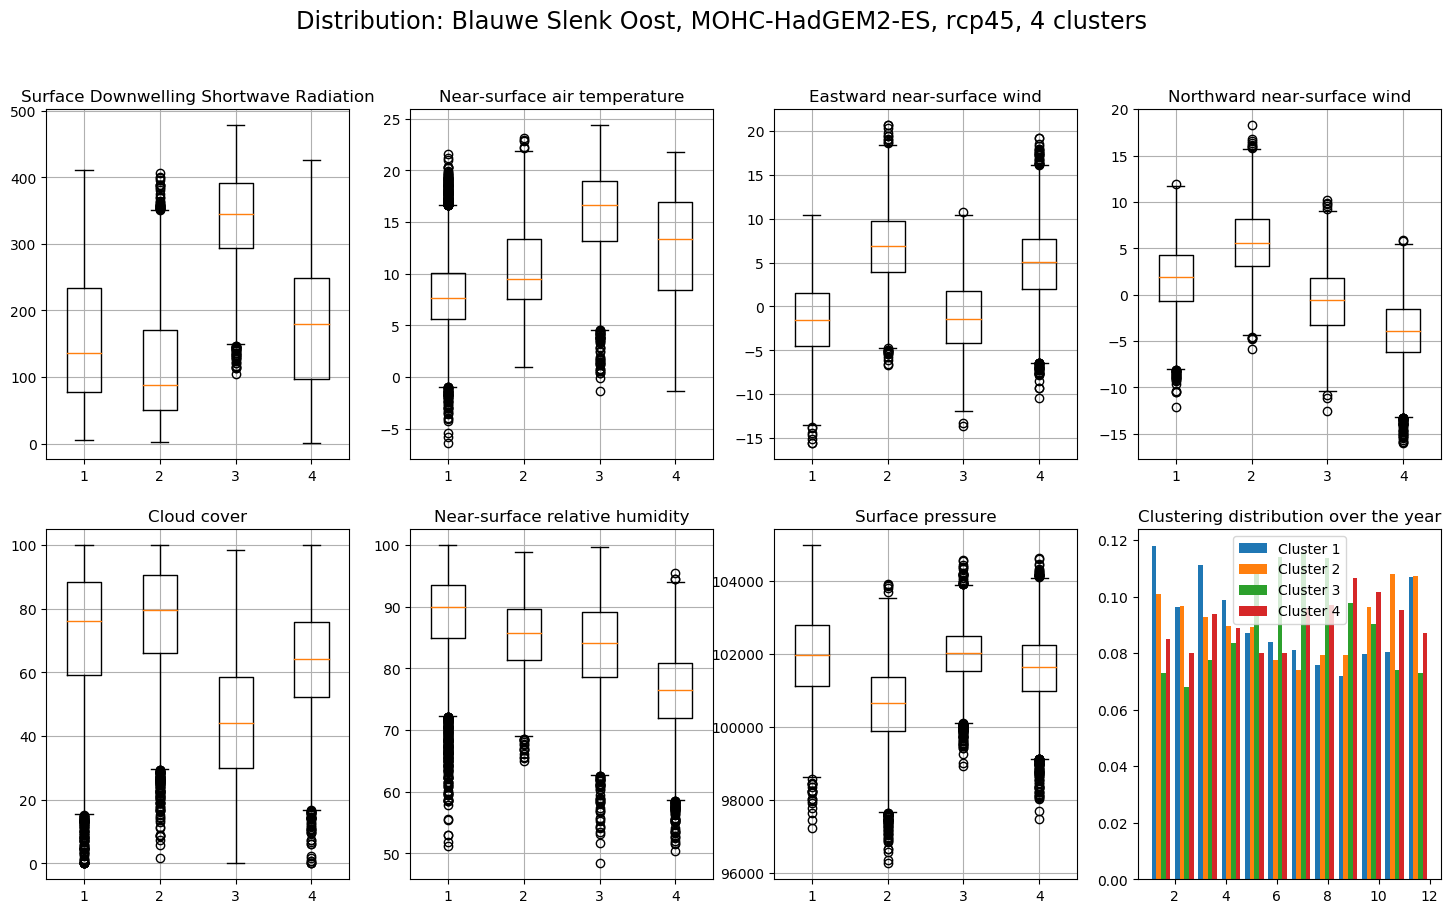 Distribution: Blauwe Slenk Oost, MOHC-HadGEM2-ES, rcp45, 4 clusters
Surface Downwelling Shortwave Radiation
500
400
300
200
100
0
1 2 3 4
Near-surface air temperature
25
20
15
10
5
0
−5
1 2 3 4
Eastward near-surface wind
20
15
10
5
0
−5
−10
−15
1 2 3 4
Northward near-surface wind
20
15
10
5
0
−5
−10
−15
1 2 3 4
Cloud cover
100
80
60
40
20
0
1 2 3 4
Near-surface relative humidity
100
90
80
70
60
50
1 2 3 4
Surface pressure
104000
102000
100000
98000
96000
1 2 3 4
Clustering distribution over the year
Cluster 1
Cluster 2
Cluster 3
Cluster 4
0.12
0.10
0.08
0.06
0.04
0.02
0.00
2 4 6 8 10 12